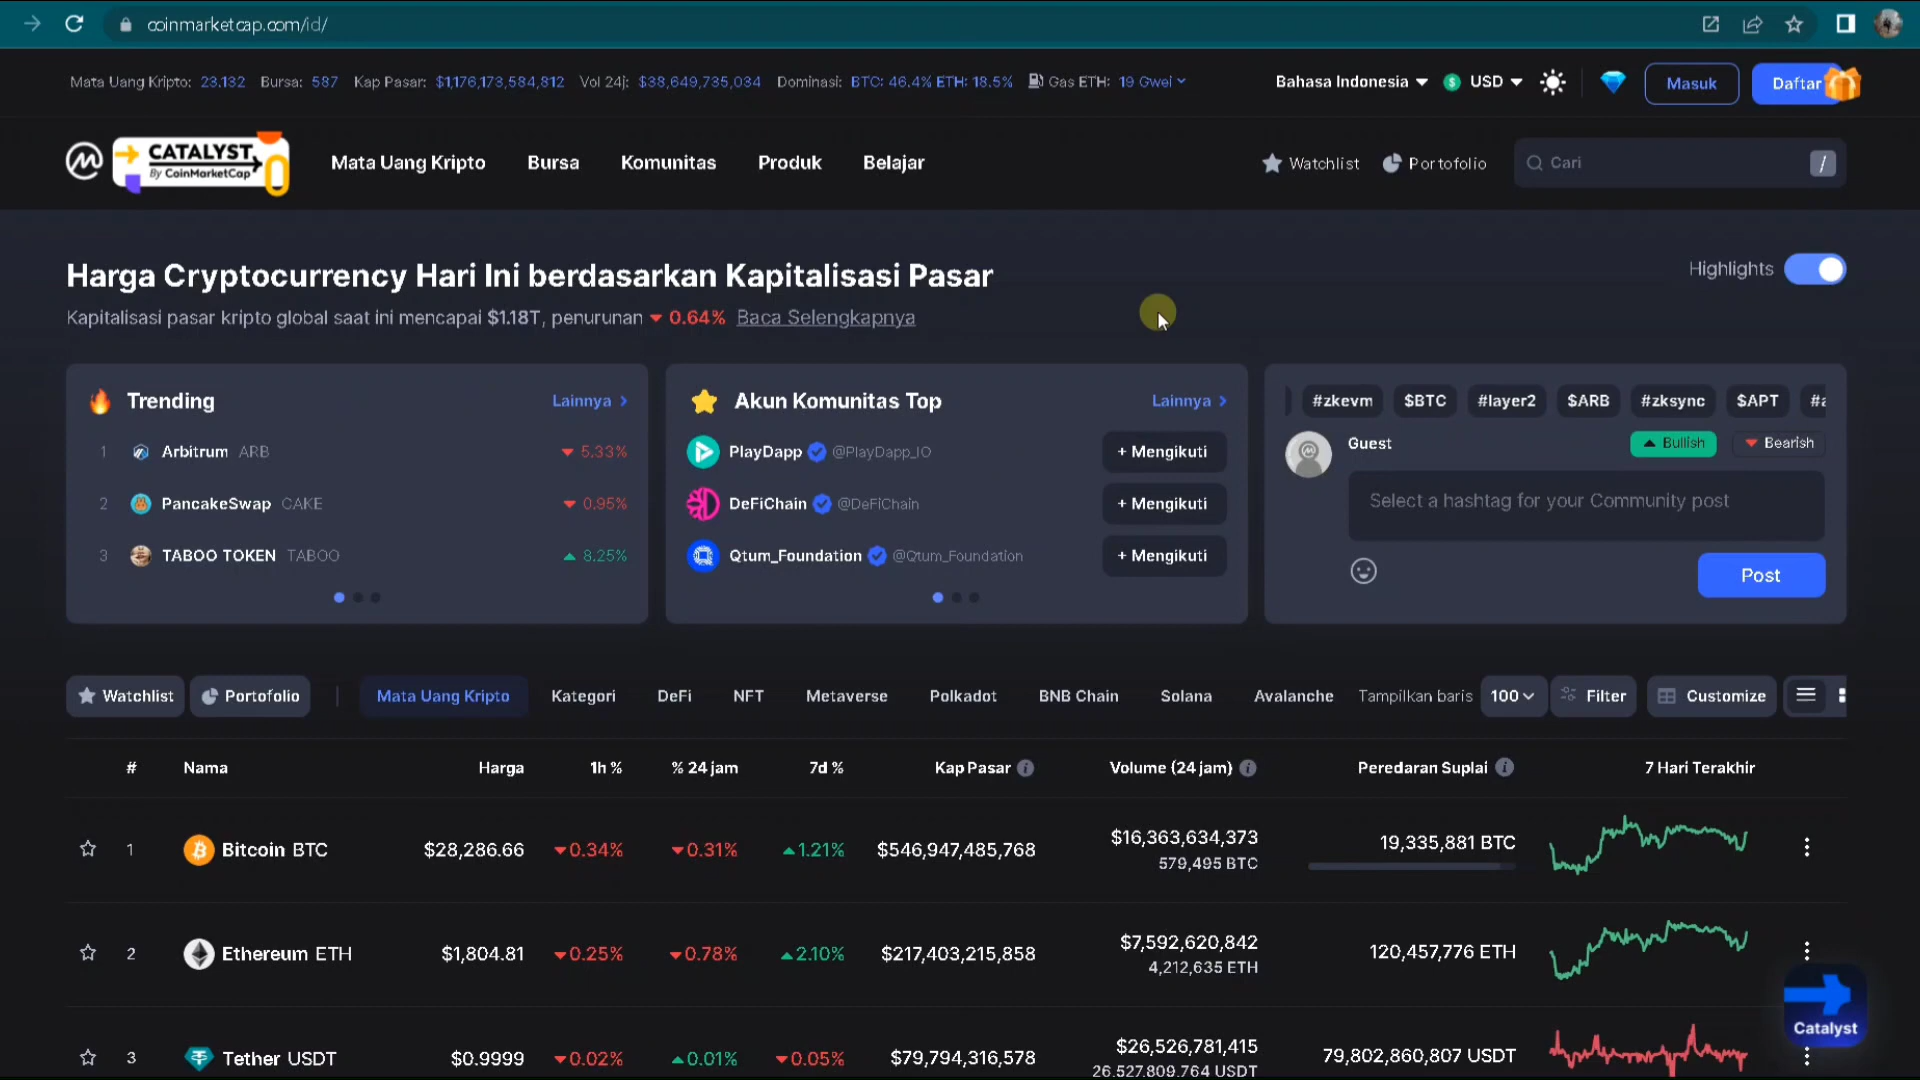 coinmarketcap.com/id/
Mata Uang Kripto: 23.132 Bursa: 587 Kap Pasar: $1,176,173,584,812 Vol 24j: $38,649,735,034 Dominasi: BTC: 46.4% ETH: 18.5% Gas ETH: 19 Gwei
Bahasa Indonesia USD Masuk Daftar
CATALYST
By CoinMarketCap
Mata Uang Kripto Bursa Komunitas Produk Belajar Watchlist Portofolio Cari /
Harga Cryptocurrency Hari Ini berdasarkan Kapitalisasi Pasar
Highlights
Kapitalisasi pasar kripto global saat ini mencapai $1.18T, penurunan 0.64% Baca Selengkapnya
Trending Lainnya
1 Arbitrum ARB 5.33%
2 PancakeSwap CAKE 0.95%
3 TABOO TOKEN TABOO 8.25%
Akun Komunitas Top Lainnya
PlayDapp @PlayDapp_IO + Mengikuti
DeFiChain @DeFiChain + Mengikuti
Qtum_Foundation @Qtum_Foundation + Mengikuti
#zkevm $BTC #layer2 $ARB #zksync $APT
Guest Bullish Bearish
Select a hashtag for your Community post
Post
Watchlist Portofolio Mata Uang Kripto Kategori DeFi NFT Metaverse Polkadot BNB Chain Solana Avalanche Tampilkan baris 100 Filter Customize
# Nama Harga 1h % % 24 jam 7d % Kap Pasar Volume (24 jam) Peredaran Suplai 7 Hari Terakhir
1 Bitcoin BTC $28,286.66 0.34% 0.31% 1.21% $546,947,485,768 $16,363,634,373 19,335,881 BTC
579,495 BTC
2 Ethereum ETH $1,804.81 0.25% 0.78% 2.10% $217,403,215,858 $7,592,620,842 120,457,776 ETH
4,212,635 ETH
3 Tether USDT $0.9999 0.02% 0.01% 0.05% $79,794,316,578 $26,526,781,415 79,802,860,807 USDT
26,527,809,764 USDT
Catalyst